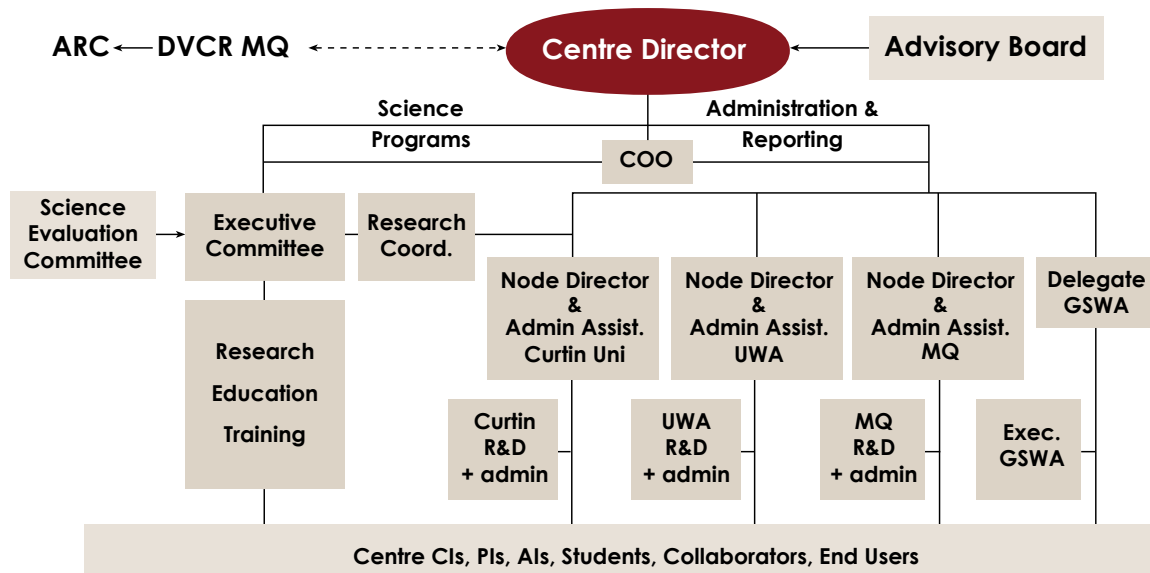 ARC
DVCR MQ
Centre Director
Advisory Board
Science
Programs
Administration &
Reporting
COO
Science
Evaluation
Committee
Executive
Committee
Research
Coord.
Node Director
&
Admin Assist.
Curtin Uni
Node Director
&
Admin Assist.
UWA
Node Director
&
Admin Assist.
MQ
Delegate
GSWA
Research
Education
Training
Curtin
R&D
+ admin
UWA
R&D
+ admin
MQ
R&D
+ admin
Exec.
GSWA
Centre CIs, PIs, AIs, Students, Collaborators, End Users